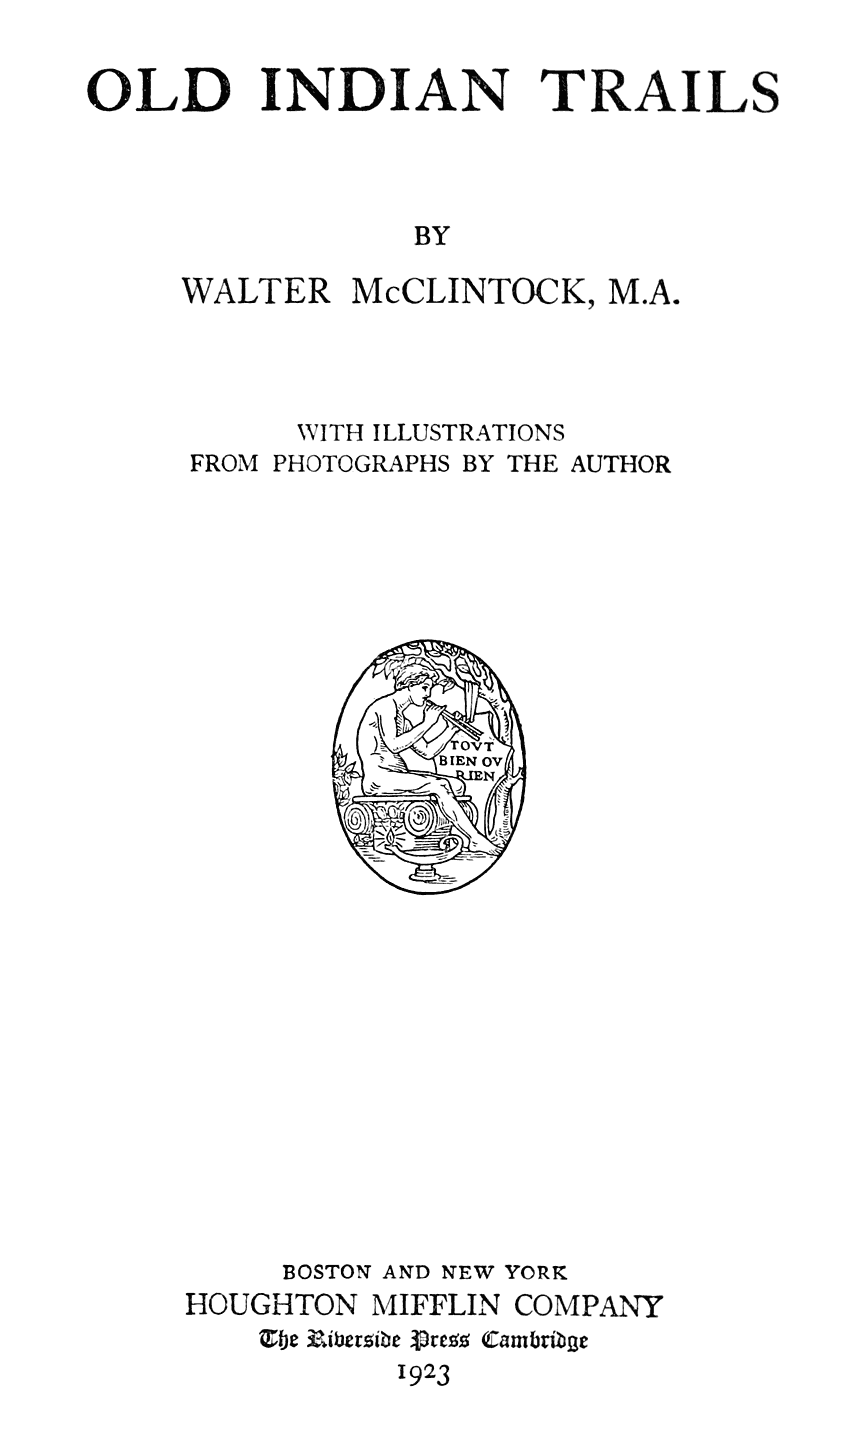 OLD INDIAN TRAILS
BY
WALTER McCLINTOCK, M.A.
WITH ILLUSTRATIONS
FROM PHOTOGRAPHS BY THE AUTHOR
TOVT
BIEN OV
RIEN
BOSTON AND NEW YORK
HOUGHTON MIFFLIN COMPANY
The Riverside Press Cambridge
1923